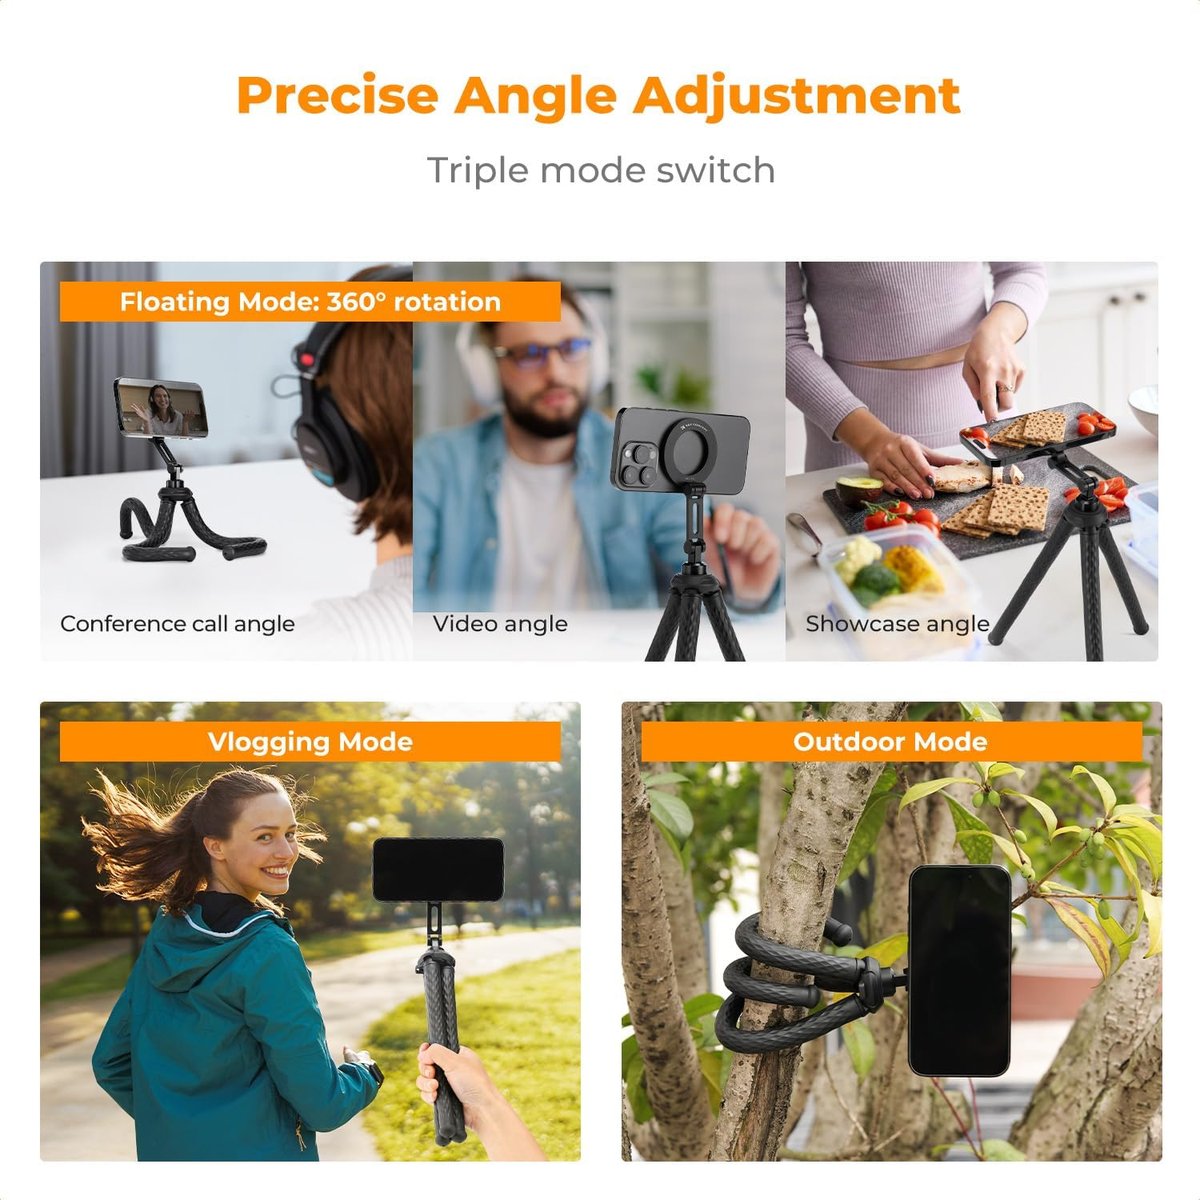 Precise Angle Adjustment
Triple mode switch
Floating Mode: 360° rotation
Conference call angle
Video angle
Showcase angle
Vlogging Mode
Outdoor Mode